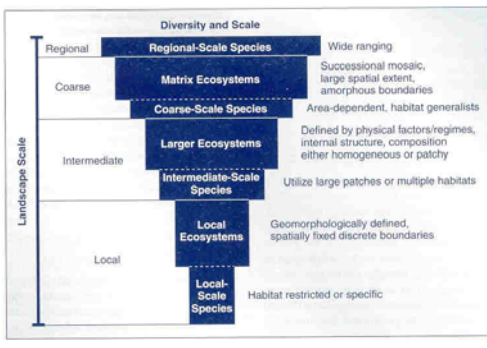 Diversity and Scale
Regional
Regional-Scale Species
Wide ranging
Coarse
Matrix Ecosystems
Successional mosaic,
large spatial extent,
amorphous boundaries
Coarse-Scale Species
Area-dependent, habitat generalists
Intermediate
Larger Ecosystems
Defined by physical factors/regimes,
internal structure, composition
either homogeneous or patchy
Intermediate-Scale
Species
Utilize large patches or multiple habitats
Local
Local
Ecosystems
Geomorphologically defined,
spatially fixed discrete boundaries
Local-
Scale
Species
Habitat restricted or specific
Landscape Scale